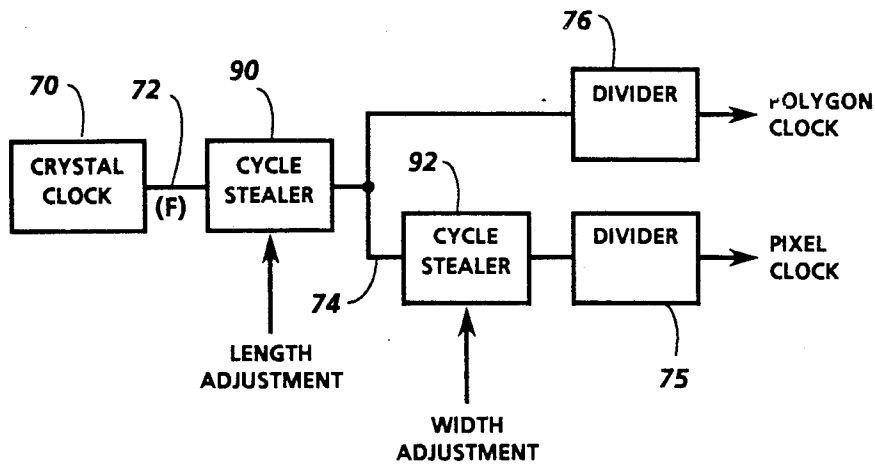 76
90
70
72
DIVIDER
POLYGON
CLOCK
CRYSTAL
CLOCK
(F)
CYCLE
STEALER
92
CYCLE
STEALER
DIVIDER
PIXEL
CLOCK
74
LENGTH
ADJUSTMENT
75
WIDTH
ADJUSTMENT